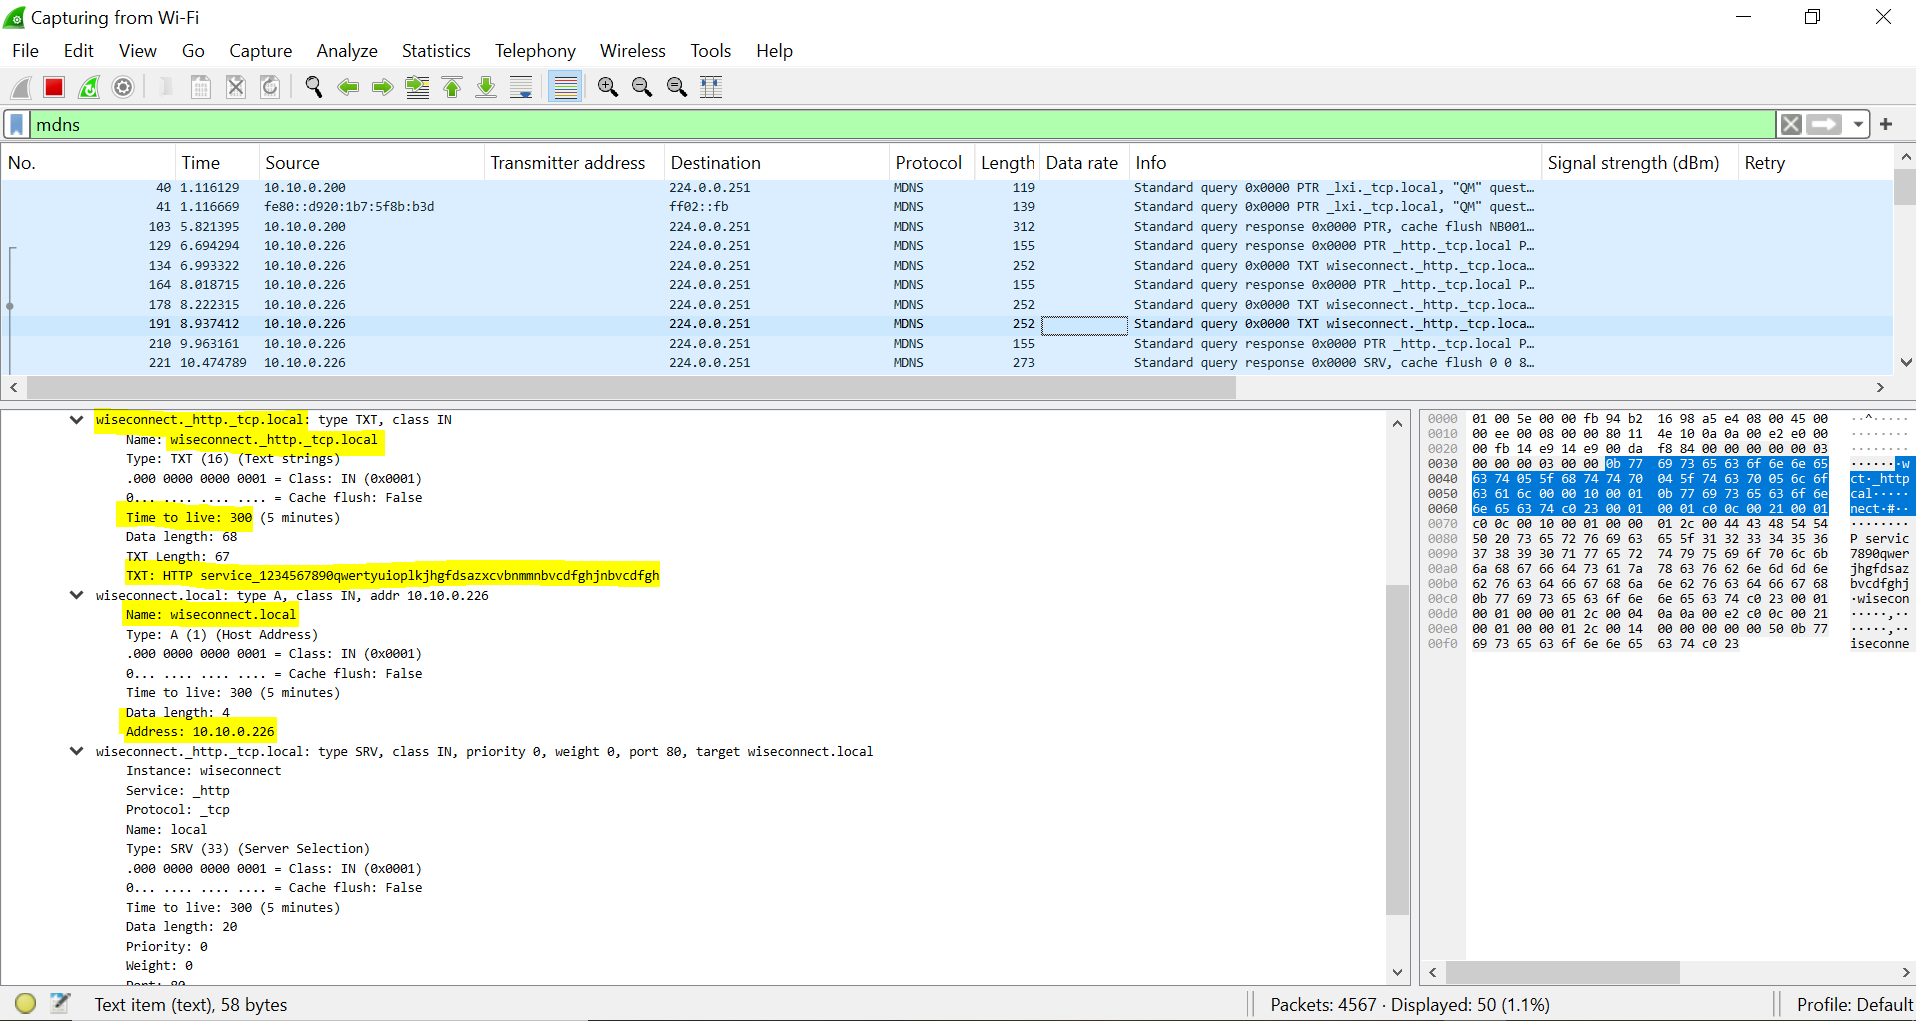 Capturing from Wi-Fi
File Edit View Go Capture Analyze Statistics Telephony Wireless Tools Help
mdns
No. Time Source Transmitter address Destination Protocol Length Data rate Info Signal strength (dBm) Retry
40 1.116129 10.10.0.200 224.0.0.251 MDNS 119 Standard query 0x0000 PTR _lxi._tcp.local, "QM" quest…
41 1.116669 fe80::d920:1b7:5f8b:b3d ff02::fb MDNS 139 Standard query 0x0000 PTR _lxi._tcp.local, "QM" quest…
103 5.821395 10.10.0.200 224.0.0.251 MDNS 312 Standard query response 0x0000 PTR, cache flush NB001…
129 6.694294 10.10.0.226 224.0.0.251 MDNS 155 Standard query response 0x0000 PTR _http._tcp.local P…
134 6.993322 10.10.0.226 224.0.0.251 MDNS 252 Standard query 0x0000 TXT wiseconnect._http._tcp.loca…
164 8.018715 10.10.0.226 224.0.0.251 MDNS 155 Standard query response 0x0000 PTR _http._tcp.local P…
178 8.222315 10.10.0.226 224.0.0.251 MDNS 252 Standard query 0x0000 TXT wiseconnect._http._tcp.loca…
191 8.937412 10.10.0.226 224.0.0.251 MDNS 252 Standard query 0x0000 TXT wiseconnect._http._tcp.loca…
210 9.963161 10.10.0.226 224.0.0.251 MDNS 155 Standard query response 0x0000 PTR _http._tcp.local P…
221 10.474789 10.10.0.226 224.0.0.251 MDNS 273 Standard query response 0x0000 SRV, cache flush 0 0 8…
wiseconnect._http._tcp.local: type TXT, class IN
Name: wiseconnect._http._tcp.local
Type: TXT (16) (Text strings)
.000 0000 0000 0001 = Class: IN (0x0001)
0... .... .... .... = Cache flush: False
Time to live: 300 (5 minutes)
Data length: 68
TXT Length: 67
TXT: HTTP service_1234567890qwertyuioplkjhgfdsazxcvbnmmnbvcdfghjnbvcdfgh
wiseconnect.local: type A, class IN, addr 10.10.0.226
Name: wiseconnect.local
Type: A (1) (Host Address)
.000 0000 0000 0001 = Class: IN (0x0001)
0... .... .... .... = Cache flush: False
Time to live: 300 (5 minutes)
Data length: 4
Address: 10.10.0.226
wiseconnect._http._tcp.local: type SRV, class IN, priority 0, weight 0, port 80, target wiseconnect.local
Instance: wiseconnect
Service: _http
Protocol: _tcp
Name: local
Type: SRV (33) (Server Selection)
.000 0000 0000 0001 = Class: IN (0x0001)
0... .... .... .... = Cache flush: False
Time to live: 300 (5 minutes)
Data length: 20
Priority: 0
Weight: 0
Port: 80
0000 01 00 5e 00 00 fb 94 b2 16 98 a5 e4 08 00 45 00 ··^·····
0010 00 ee 00 08 00 00 80 11 4e 10 0a 0a 00 e2 e0 00 ········
0020 00 fb 14 e9 14 e9 00 da f8 84 00 00 00 00 00 03 ········
0030 00 00 00 03 00 00 0b 77 69 73 65 63 6f 6e 6e 65 ·······w
0040 63 74 05 5f 68 74 74 70 04 5f 74 63 70 05 6c 6f ct·_http
0050 63 61 6c 00 00 10 00 01 0b 77 69 73 65 63 6f 6e cal·····
0060 6e 65 63 74 c0 23 00 01 00 01 c0 0c 00 21 00 01 nect·#··
0070 c0 0c 00 10 00 01 00 00 01 2c 00 44 43 48 54 54 ········
0080 50 20 73 65 72 76 69 63 65 5f 31 32 33 34 35 36 P servic
0090 37 38 39 30 71 77 65 72 74 79 75 69 6f 70 6c 6b 7890qwer
00a0 6a 68 67 66 64 73 61 7a 78 63 76 62 6e 6d 6d 6e jhgfdsaz
00b0 62 76 63 64 66 67 68 6a 6e 62 76 63 64 66 67 68 bvcdfghj
00c0 0b 77 69 73 65 63 6f 6e 6e 65 63 74 c0 23 00 01 ·wisecon
00d0 00 01 00 00 01 2c 00 04 0a 0a 00 e2 c0 0c 00 21 ·····,··
00e0 00 01 00 00 01 2c 00 14 00 00 00 00 00 50 0b 77 ·····,··
00f0 69 73 65 63 6f 6e 6e 65 63 74 c0 23 iseconne
Text item (text), 58 bytes
Packets: 4567 · Displayed: 50 (1.1%)
Profile: Default